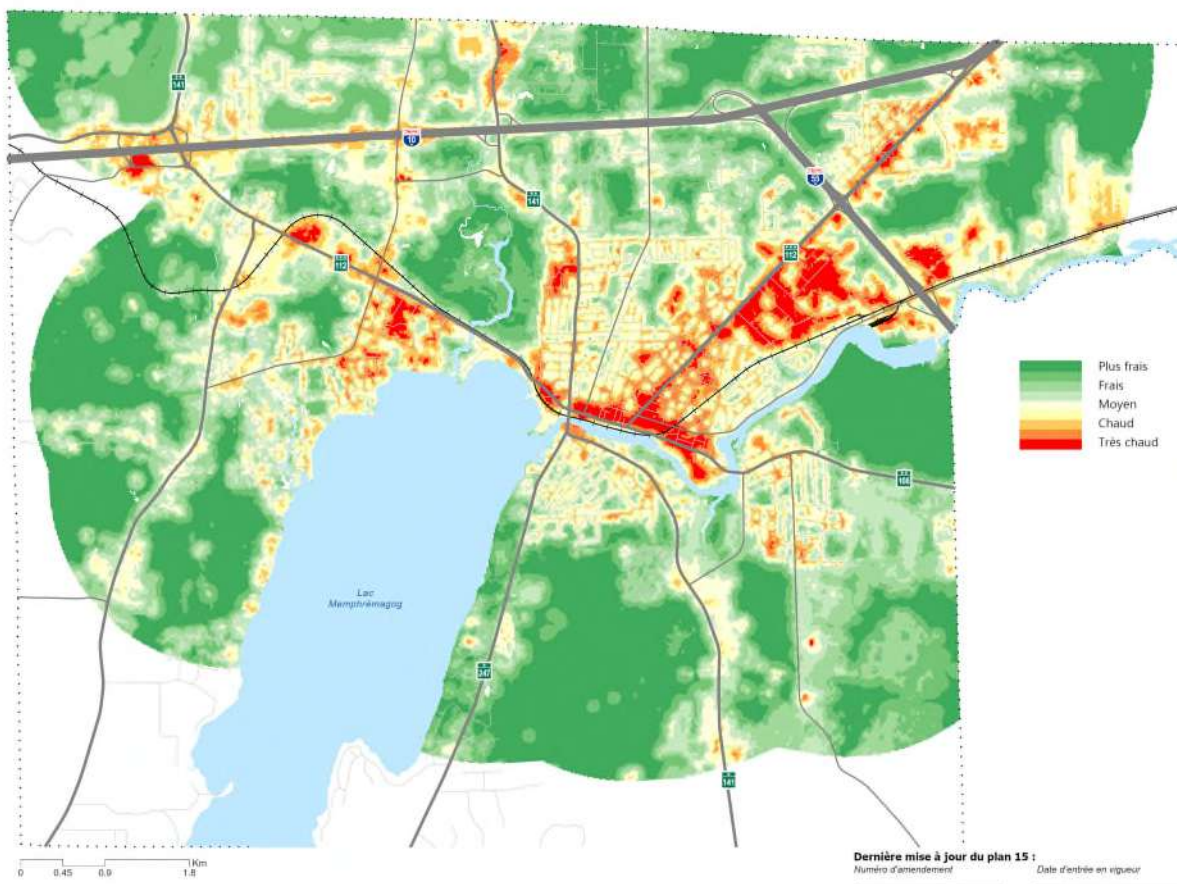 141
10
141
55
112
112
Plus frais
Frais
Moyen
Chaud
Très chaud
108
Lac
Memphrémagog
247
141
Km
0 0.45 0.9 1.8
Dernière mise à jour du plan 15 :
Numéro d'amendement Date d'entrée en vigueur